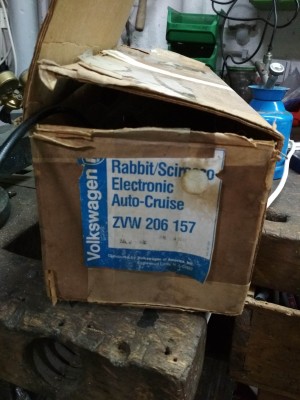 Volkswagen
Rabbit/Scirocco
Electronic
Auto-Cruise
ZVW 206 157